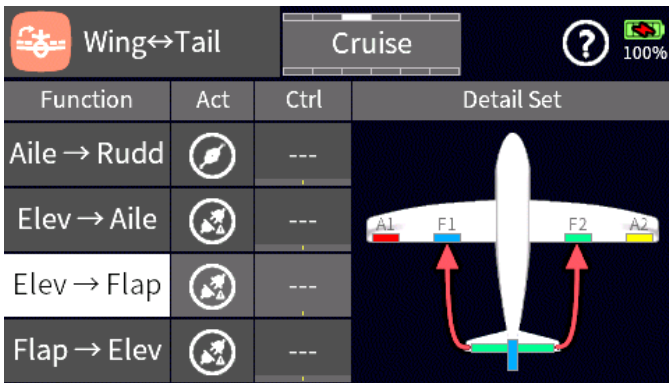 Wing↔Tail
Cruise
?
100%
Function Act Ctrl Detail Set
Aile → Rudd ---
Elev → Aile ---
Elev → Flap ---
Flap → Elev ---
A1 F1 F2 A2